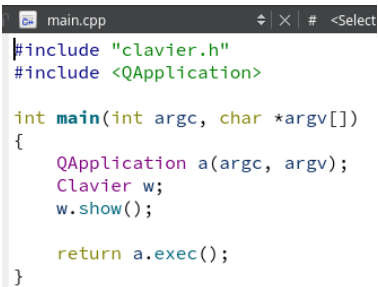 main.cpp # <Select
#include "clavier.h"
#include <QApplication>
int main(int argc, char *argv[])
{
QApplication a(argc, argv);
Clavier w;
w.show();
return a.exec();
}